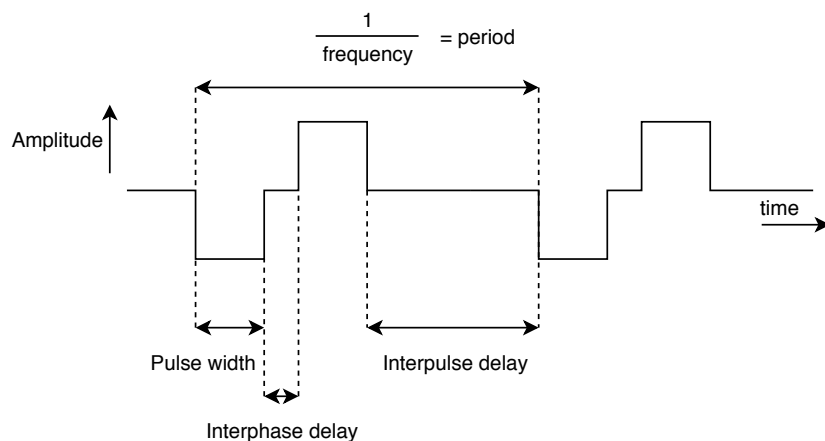 1
frequency
= period
Amplitude
time
Pulse width
Interpulse delay
Interphase delay